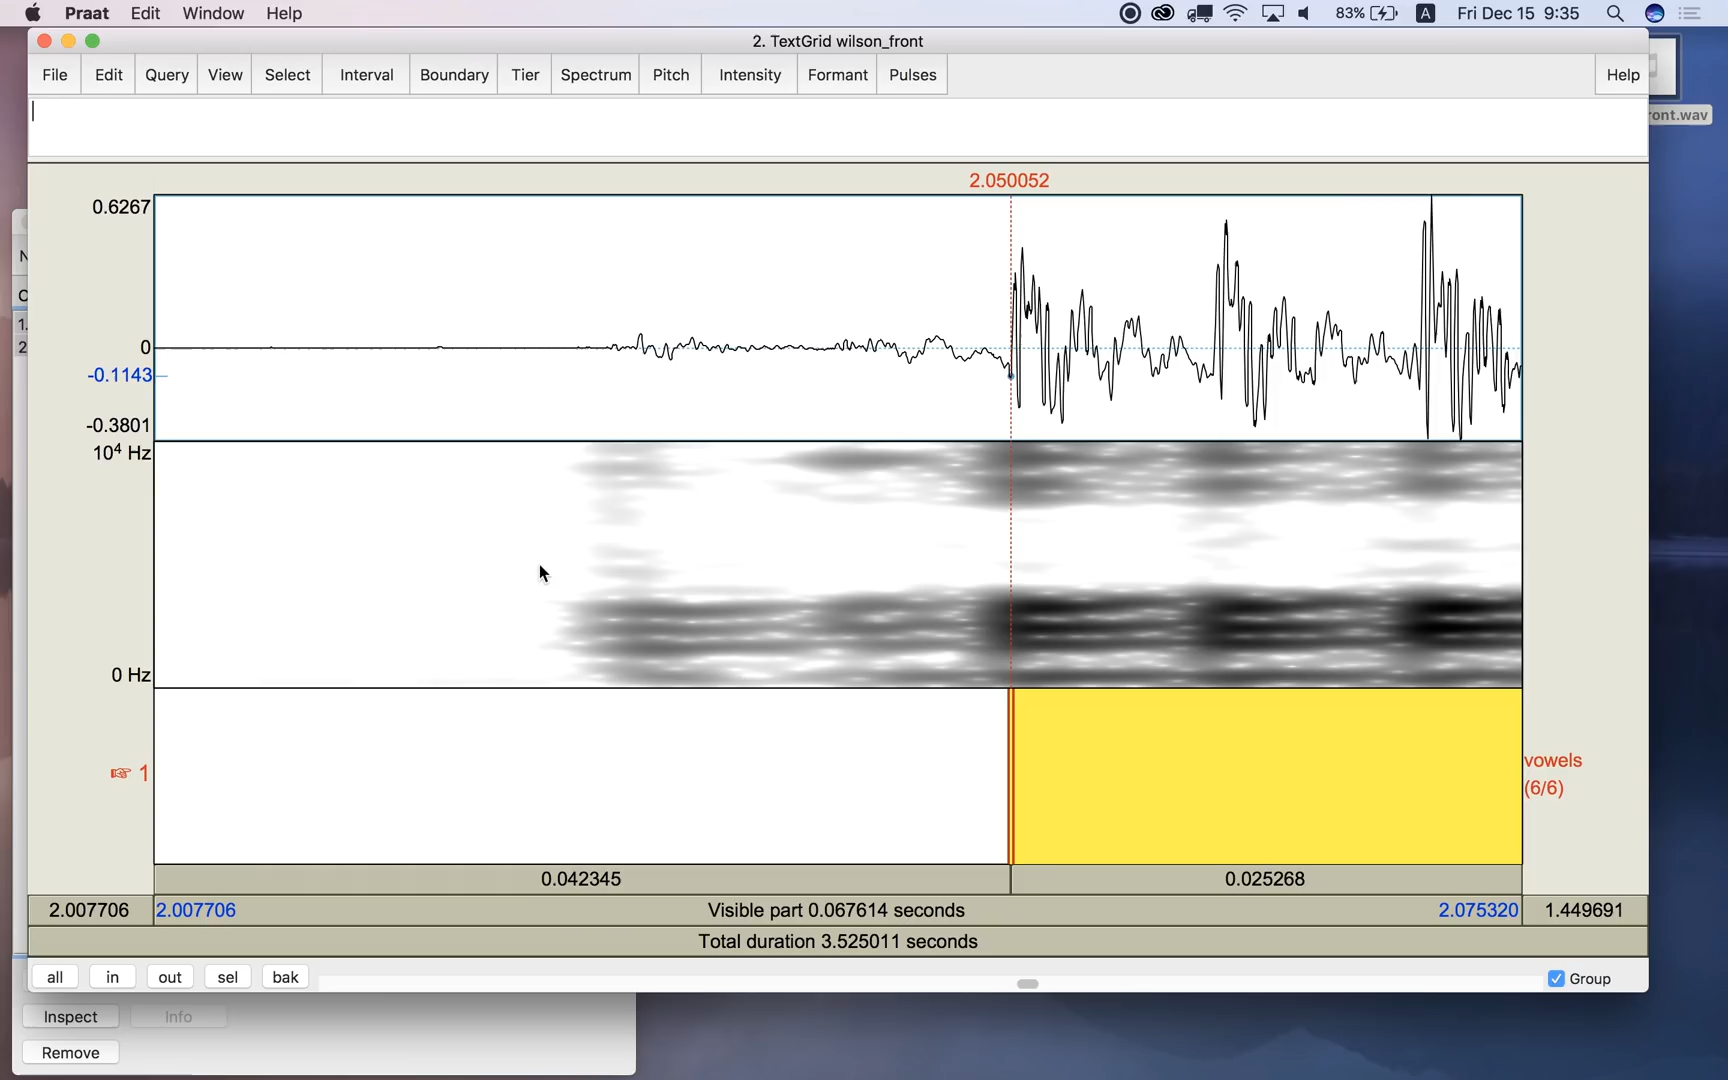 Praat Edit Window Help 83% A Fri Dec 15 9:35
2. TextGrid wilson_front
File Edit Query View Select Interval Boundary Tier Spectrum Pitch Intensity Formant Pulses Help
ront.wav
2.050052
0.6267
0
-0.1143
-0.3801
10⁴ Hz
0 Hz
☞ 1
vowels
(6/6)
N
1.
2
0.042345 0.025268
2.007706 2.007706 Visible part 0.067614 seconds 2.075320 1.449691
Total duration 3.525011 seconds
all in out sel bak Group
Inspect Info
Remove